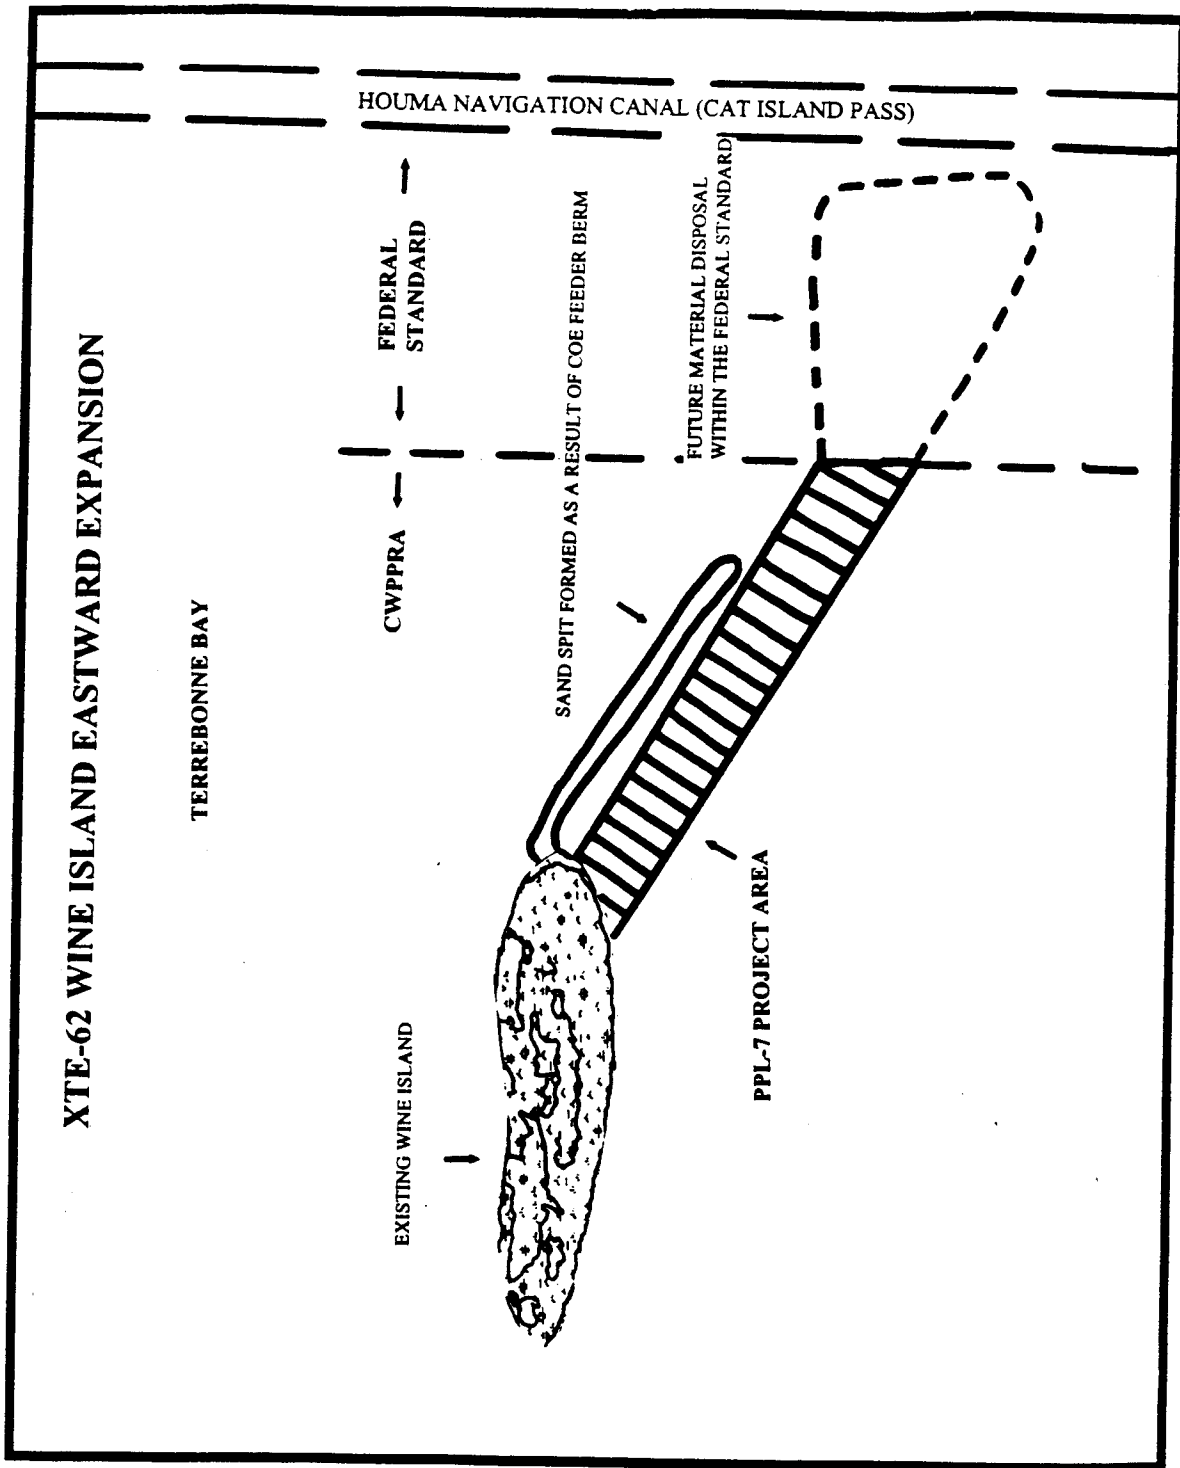 XTE-62 WINE ISLAND EASTWARD EXPANSION
TERREBONNE BAY
HOUMA NAVIGATION CANAL (CAT ISLAND PASS)
CWPPRA
FEDERAL
STANDARD
EXISTING WINE ISLAND
SAND SPIT FORMED AS A RESULT OF COE FEEDER BERM
FUTURE MATERIAL DISPOSAL
WITHIN THE FEDERAL STANDARD
PPL-7 PROJECT AREA